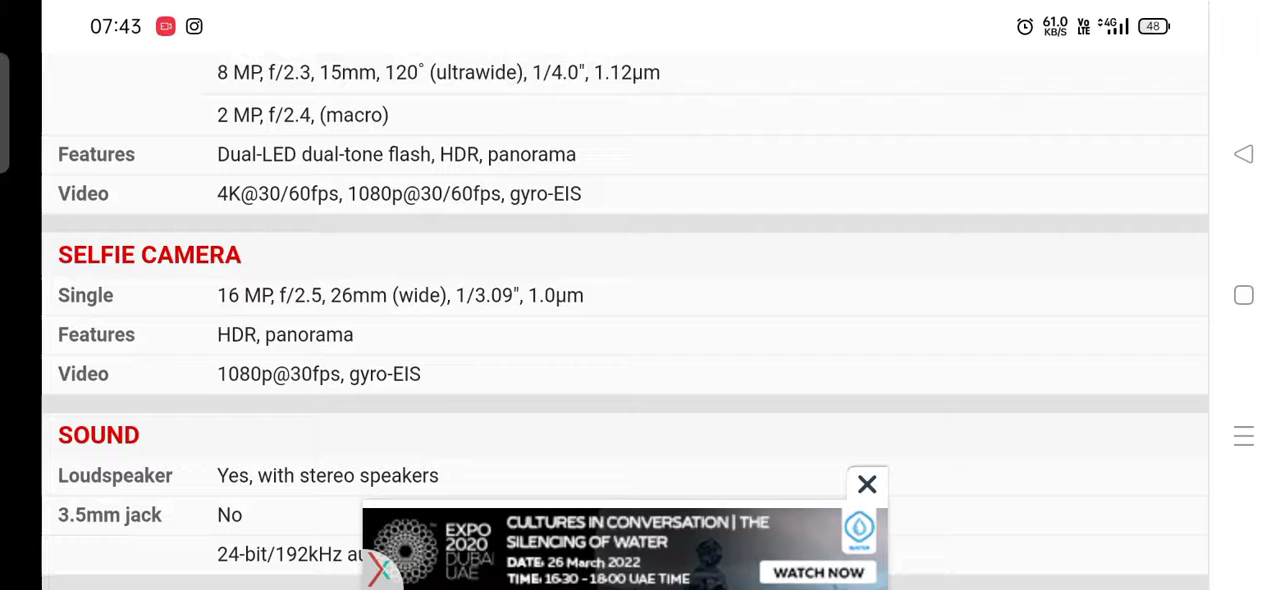 07:43 61.0 KB/S Vo LTE 4G 48
8 MP, f/2.3, 15mm, 120˚ (ultrawide), 1/4.0", 1.12µm
2 MP, f/2.4, (macro)
Features Dual-LED dual-tone flash, HDR, panorama
Video 4K@30/60fps, 1080p@30/60fps, gyro-EIS
SELFIE CAMERA
Single 16 MP, f/2.5, 26mm (wide), 1/3.09", 1.0µm
Features HDR, panorama
Video 1080p@30fps, gyro-EIS
SOUND
Loudspeaker Yes, with stereo speakers
3.5mm jack No
24-bit/192kHz au
EXPO
2020
DUBAI
UAE
CULTURES IN CONVERSATION | THE
SILENCING OF WATER
DATE: 26 March 2022
TIME: 16:30 - 18:00 UAE TIME
WATER
WATCH NOW